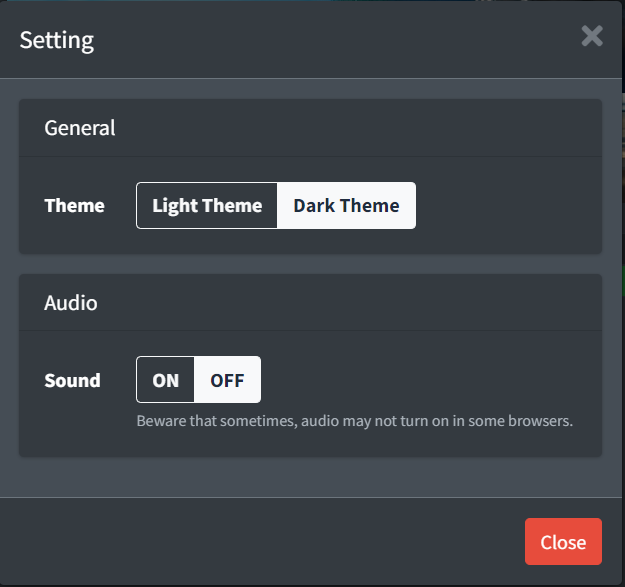 Setting
General
Theme Light Theme Dark Theme
Audio
Sound ON OFF
Beware that sometimes, audio may not turn on in some browsers.
Close